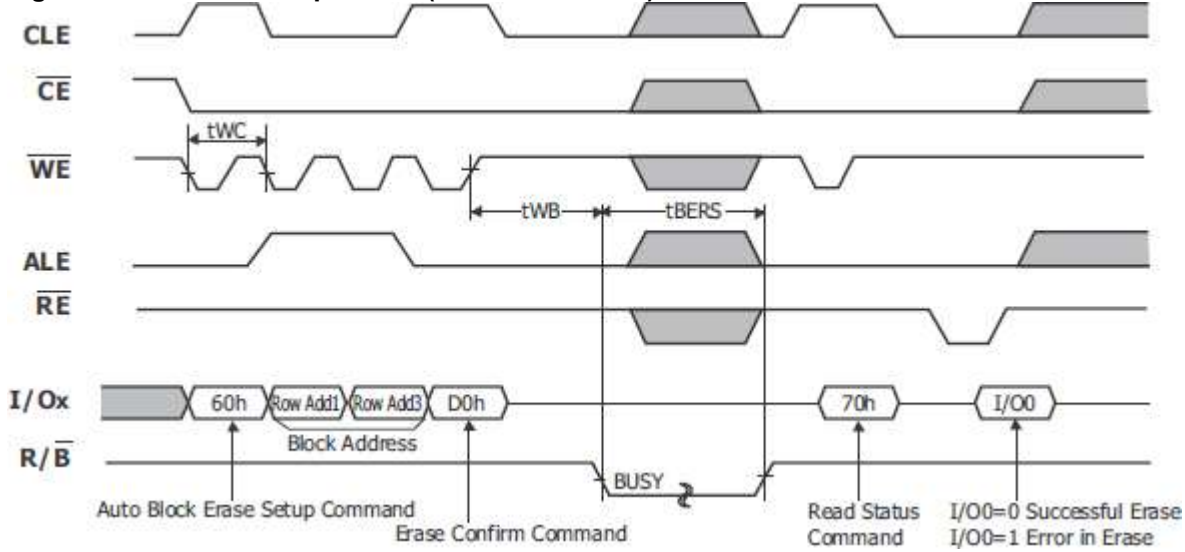 CLE
CE
tWC
WE
tWB
tBERS
ALE
RE
I/Ox
60h
Row Add1
Row Add3
D0h
70h
I/O0
Block Address
R/B
BUSY
Auto Block Erase Setup Command
Erase Confirm Command
Read Status
Command
I/O0=0 Successful Erase
I/O0=1 Error in Erase